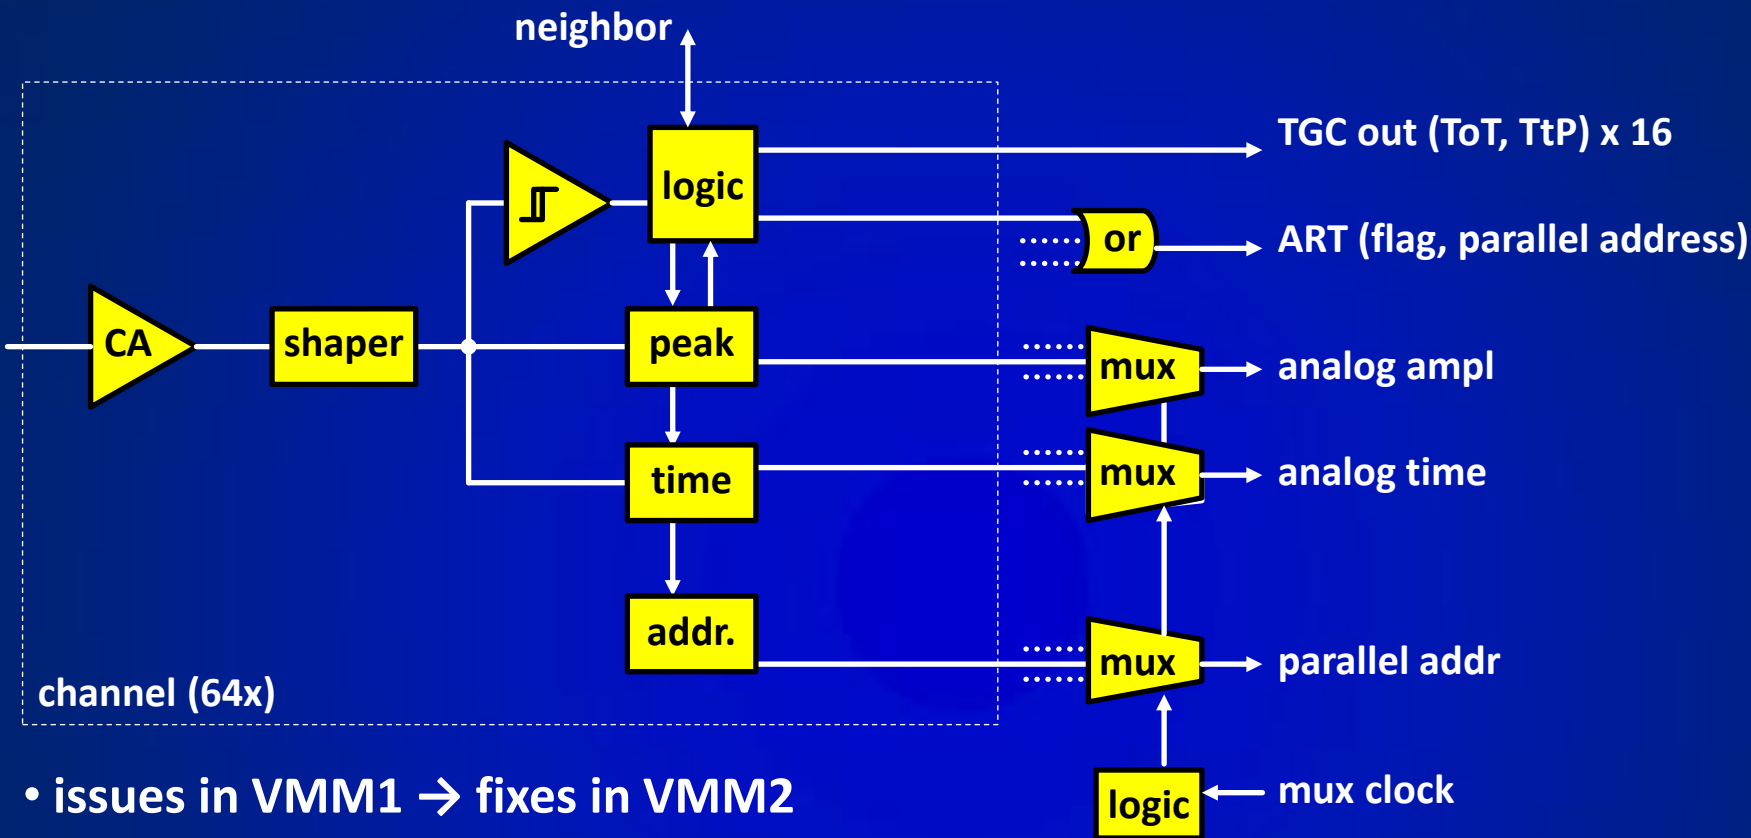 neighbor
TGC out (ToT, TtP) x 16
logic
or
ART (flag, parallel address)
CA
shaper
peak
mux
analog ampl
time
mux
analog time
addr.
mux
parallel addr
channel (64x)
• issues in VMM1 → fixes in VMM2
logic
mux clock